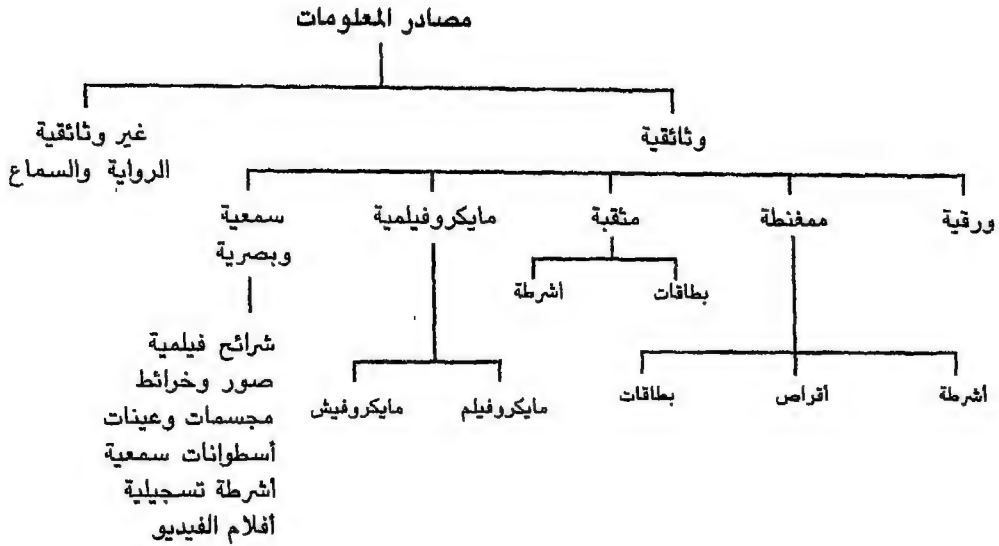 مصادر المعلومات
وثائقية
غير وثائقية
الرواية والسماع
ورقية
ممغنطة
مثقبة
مايكروفيلمية
سمعية
وبصرية
بطاقات
أشرطة
أشرطة
أقراص
بطاقات
مايكروفيلم
مايكروفيش
شرائح فيلمية
صور وخرائط
مجسمات وعينات
أسطوانات سمعية
أشرطة تسجيلية
أفلام الفيديو